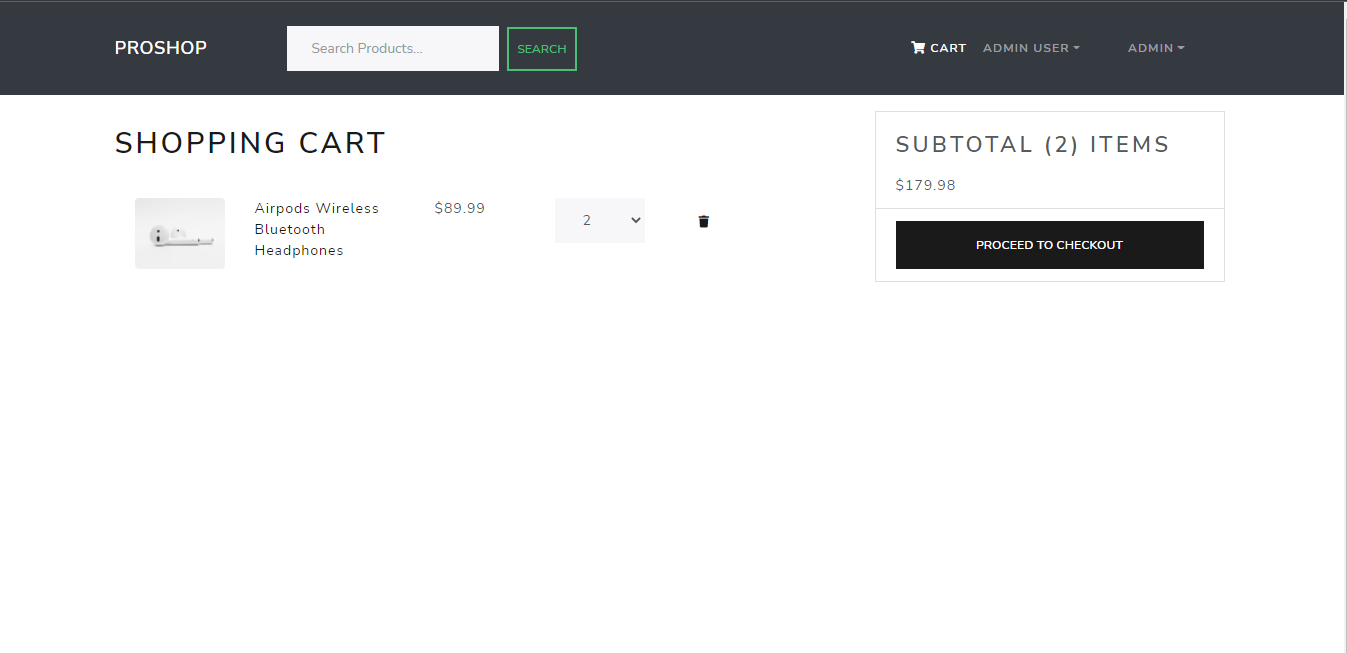 PROSHOP
Search Products...
SEARCH
CART
ADMIN USER
ADMIN
SHOPPING CART
Airpods Wireless
Bluetooth
Headphones
$89.99
2
SUBTOTAL (2) ITEMS
$179.98
PROCEED TO CHECKOUT